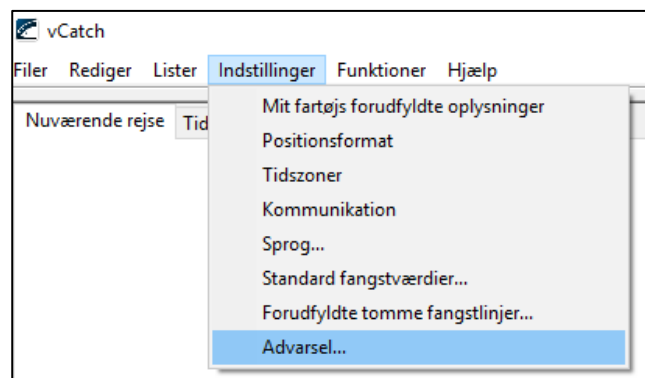 vCatch
Filer Rediger Lister Indstillinger Funktioner Hjælp
Nuværende rejse Tid
Mit fartøjs forudfyldte oplysninger
Positionsformat
Tidszoner
Kommunikation
Sprog...
Standard fangstværdier...
Forudfyldte tomme fangstlinjer...
Advarsel...